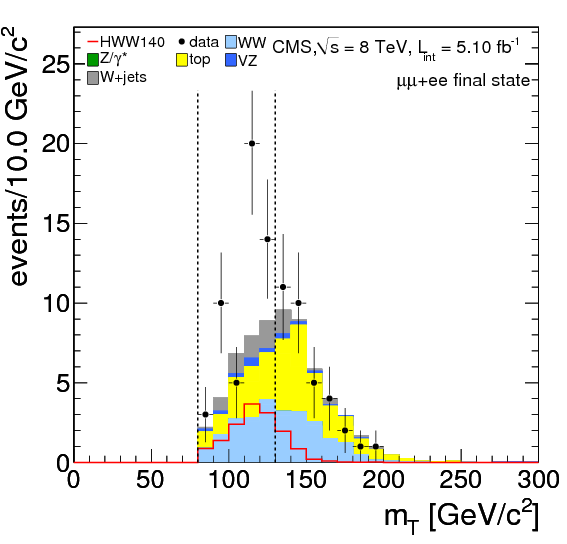 HWW140 data WW CMS,√s = 8 TeV, L_int = 5.10 fb⁻¹
Z/γ* top VZ
W+jets μμ+ee final state
events/10.0 GeV/c²
25
20
15
10
5
0
0 50 100 150 200 250 300
m_T [GeV/c²]